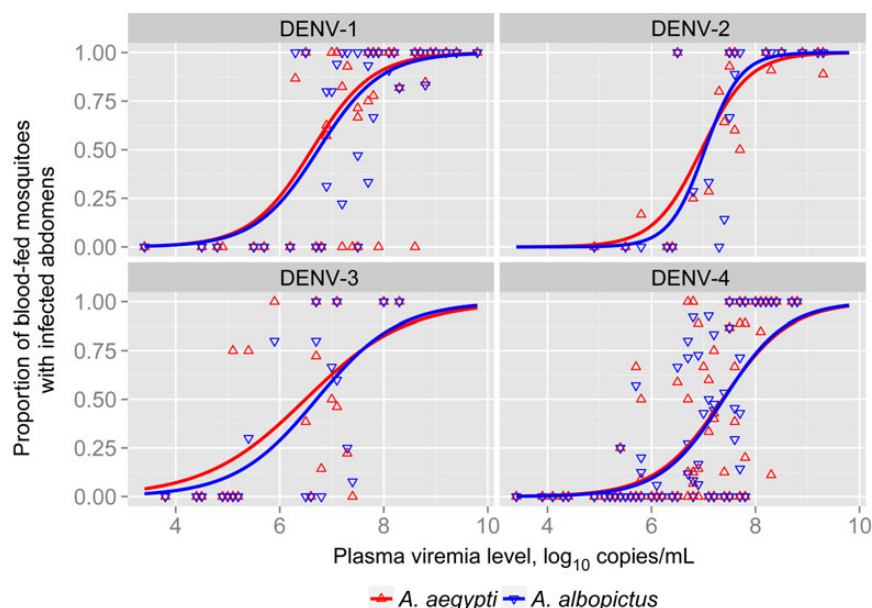 DENV-1
DENV-2
1.00
0.75
0.50
0.25
0.00
DENV-3
DENV-4
1.00
0.75
0.50
0.25
0.00
Proportion of blood-fed mosquitoes
with infected abdomens
4 6 8 10 4 6 8 10
Plasma viremia level, log10 copies/mL
A. aegypti A. albopictus